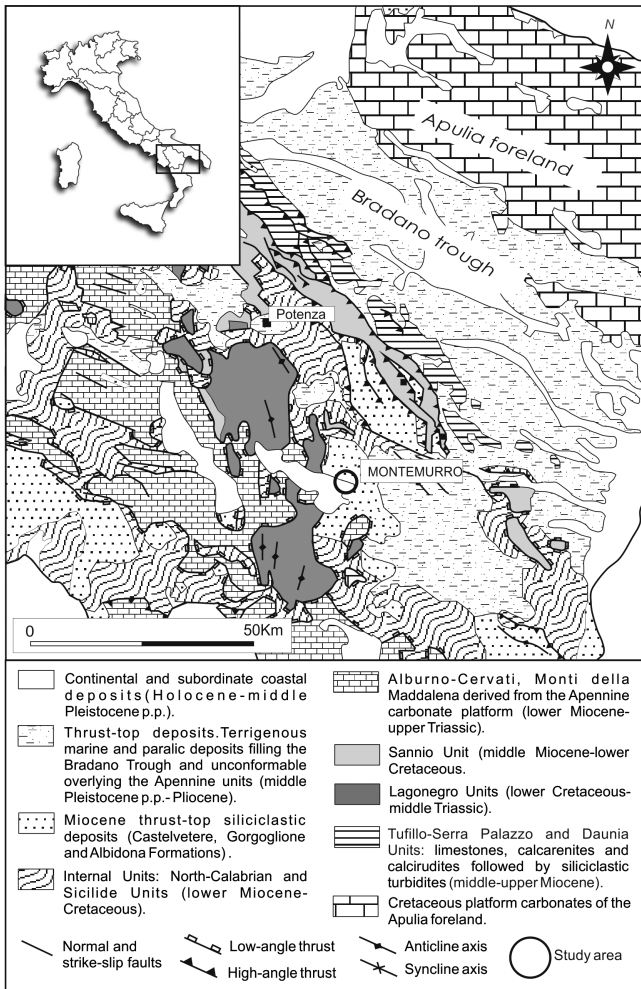 N
Apulia foreland
Bradano trough
Potenza
MONTEMURRO
0 50Km
Continental and subordinate coastal
deposits (Holocene-middle
Pleistocene p.p.).
Thrust-top deposits. Terrigenous
marine and paralic deposits filling the
Bradano Trough and unconformable
overlying the Apennine units (middle
Pleistocene p.p.- Pliocene).
Miocene thrust-top siliciclastic
deposits (Castelvetere, Gorgoglione
and Albidona Formations) .
Internal Units: North-Calabrian and
Sicilide Units (lower Miocene-
Cretaceous).
Alburno-Cervati, Monti della
Maddalena derived from the Apennine
carbonate platform (lower Miocene-
upper Triassic).
Sannio Unit (middle Miocene-lower
Cretaceous.
Lagonegro Units (lower Cretaceous-
middle Triassic).
Tufillo-Serra Palazzo and Daunia
Units: limestones, calcarenites and
calcirudites followed by siliciclastic
turbidites (middle-upper Miocene).
Cretaceous platform carbonates of the
Apulia foreland.
Normal and
strike-slip faults
Low-angle thrust
High-angle thrust
Anticline axis
Syncline axis
Study area